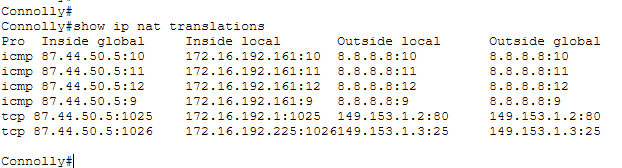 Connolly#
Connolly#show ip nat translations
Pro  Inside global     Inside local       Outside local      Outside global
icmp 87.44.50.5:10     172.16.192.161:10  8.8.8.8:10         8.8.8.8:10
icmp 87.44.50.5:11     172.16.192.161:11  8.8.8.8:11         8.8.8.8:11
icmp 87.44.50.5:12     172.16.192.161:12  8.8.8.8:12         8.8.8.8:12
icmp 87.44.50.5:9      172.16.192.161:9   8.8.8.8:9          8.8.8.8:9
tcp 87.44.50.5:1025    172.16.192.1:1025  149.153.1.2:80     149.153.1.2:80
tcp 87.44.50.5:1026    172.16.192.225:1026149.153.1.3:25     149.153.1.3:25
Connolly#